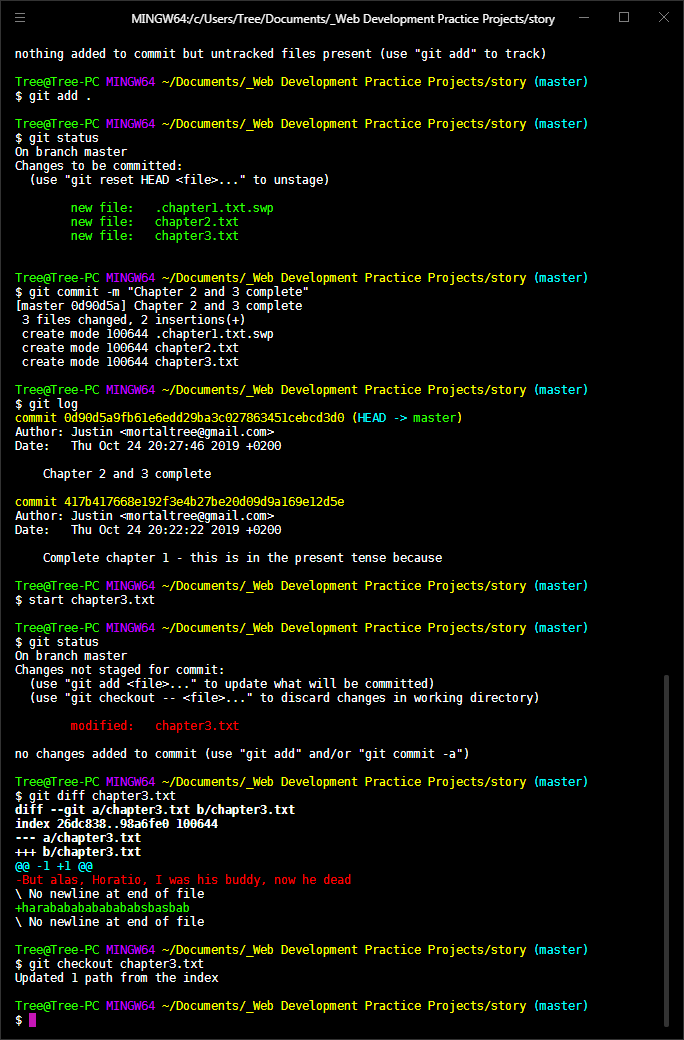 MINGW64:/c/Users/Tree/Documents/_Web Development Practice Projects/story
nothing added to commit but untracked files present (use "git add" to track)
Tree@Tree-PC MINGW64 ~/Documents/_Web Development Practice Projects/story (master)
$ git add .
Tree@Tree-PC MINGW64 ~/Documents/_Web Development Practice Projects/story (master)
$ git status
On branch master
Changes to be committed:
  (use "git reset HEAD <file>..." to unstage)
        new file:   .chapter1.txt.swp
        new file:   chapter2.txt
        new file:   chapter3.txt
Tree@Tree-PC MINGW64 ~/Documents/_Web Development Practice Projects/story (master)
$ git commit -m "Chapter 2 and 3 complete"
[master 0d90d5a] Chapter 2 and 3 complete
 3 files changed, 2 insertions(+)
 create mode 100644 .chapter1.txt.swp
 create mode 100644 chapter2.txt
 create mode 100644 chapter3.txt
Tree@Tree-PC MINGW64 ~/Documents/_Web Development Practice Projects/story (master)
$ git log
commit 0d90d5a9fb61e6edd29ba3c027863451cebcd3d0 (HEAD -> master)
Author: Justin <mortaltree@gmail.com>
Date:   Thu Oct 24 20:27:46 2019 +0200
    Chapter 2 and 3 complete
commit 417b417668e192f3e4b27be20d09d9a169e12d5e
Author: Justin <mortaltree@gmail.com>
Date:   Thu Oct 24 20:22:22 2019 +0200
    Complete chapter 1 - this is in the present tense because
Tree@Tree-PC MINGW64 ~/Documents/_Web Development Practice Projects/story (master)
$ start chapter3.txt
Tree@Tree-PC MINGW64 ~/Documents/_Web Development Practice Projects/story (master)
$ git status
On branch master
Changes not staged for commit:
  (use "git add <file>..." to update what will be committed)
  (use "git checkout -- <file>..." to discard changes in working directory)
        modified:   chapter3.txt
no changes added to commit (use "git add" and/or "git commit -a")
Tree@Tree-PC MINGW64 ~/Documents/_Web Development Practice Projects/story (master)
$ git diff chapter3.txt
diff --git a/chapter3.txt b/chapter3.txt
index 26dc838..98a6fe0 100644
--- a/chapter3.txt
+++ b/chapter3.txt
@@ -1 +1 @@
-But alas, Horatio, I was his buddy, now he dead
\ No newline at end of file
+harabababababababsbasbab
\ No newline at end of file
Tree@Tree-PC MINGW64 ~/Documents/_Web Development Practice Projects/story (master)
$ git checkout chapter3.txt
Updated 1 path from the index
Tree@Tree-PC MINGW64 ~/Documents/_Web Development Practice Projects/story (master)
$